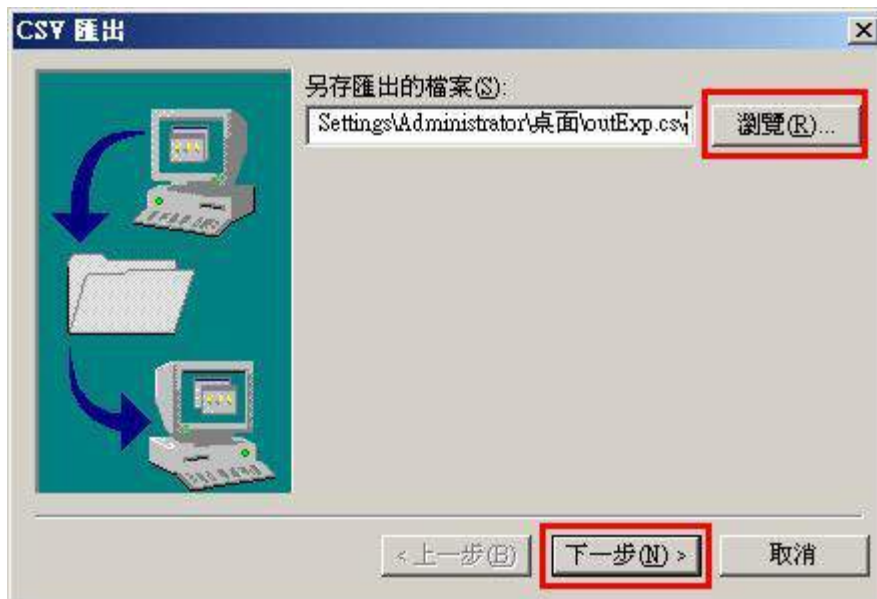 CSV 匯出
另存匯出的檔案(S):
Settings\Administrator\桌面\outExp.csv
瀏覽(R)...
<上一步(B)
下一步(N) >
取消